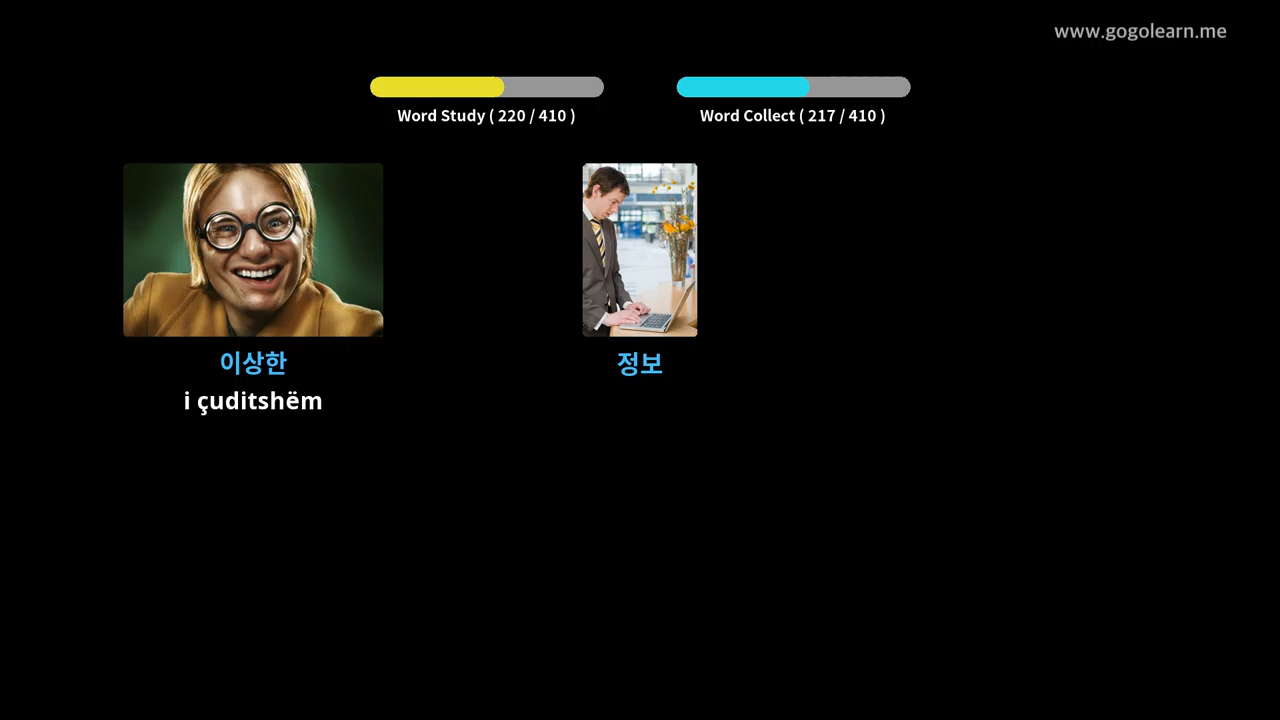 www.gogolearn.me
Word Study ( 220 / 410 )
Word Collect ( 217 / 410 )
이상한
i çuditshëm
정보